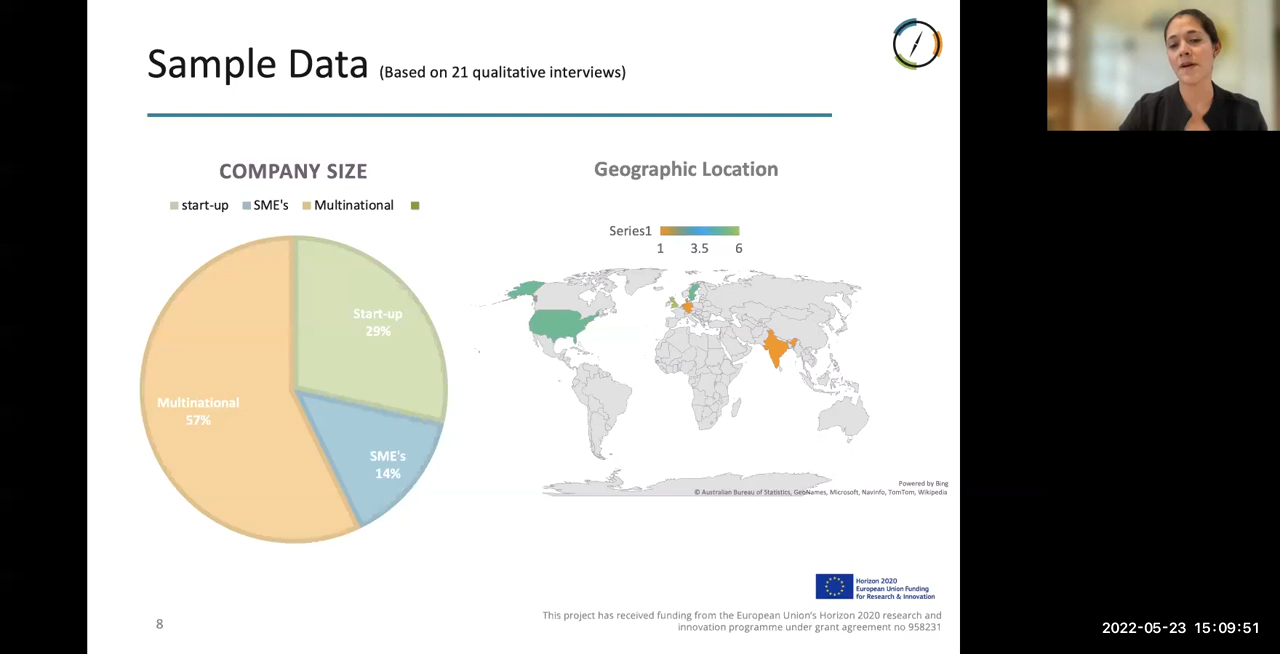 Sample Data (Based on 21 qualitative interviews)
COMPANY SIZE
start-up SME's Multinational
Start-up
29%
Multinational
57%
SME's
14%
Geographic Location
Series1
1 3.5 6
Powered by Bing
© Australian Bureau of Statistics, GeoNames, Microsoft, Navinfo, TomTom, Wikipedia
Horizon 2020
European Union Funding
for Research & Innovation
This project has received funding from the European Union's Horizon 2020 research and
innovation programme under grant agreement no 958231
8
2022-05-23 15:09:51